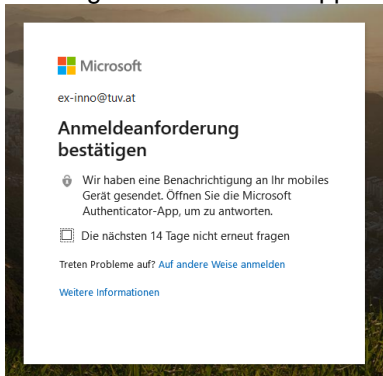 Microsoft
ex-inno@tuv.at
Anmeldeanforderung
bestätigen
Wir haben eine Benachrichtigung an Ihr mobiles
Gerät gesendet. Öffnen Sie die Microsoft
Authenticator-App, um zu antworten.
Die nächsten 14 Tage nicht erneut fragen
Treten Probleme auf? Auf andere Weise anmelden
Weitere Informationen